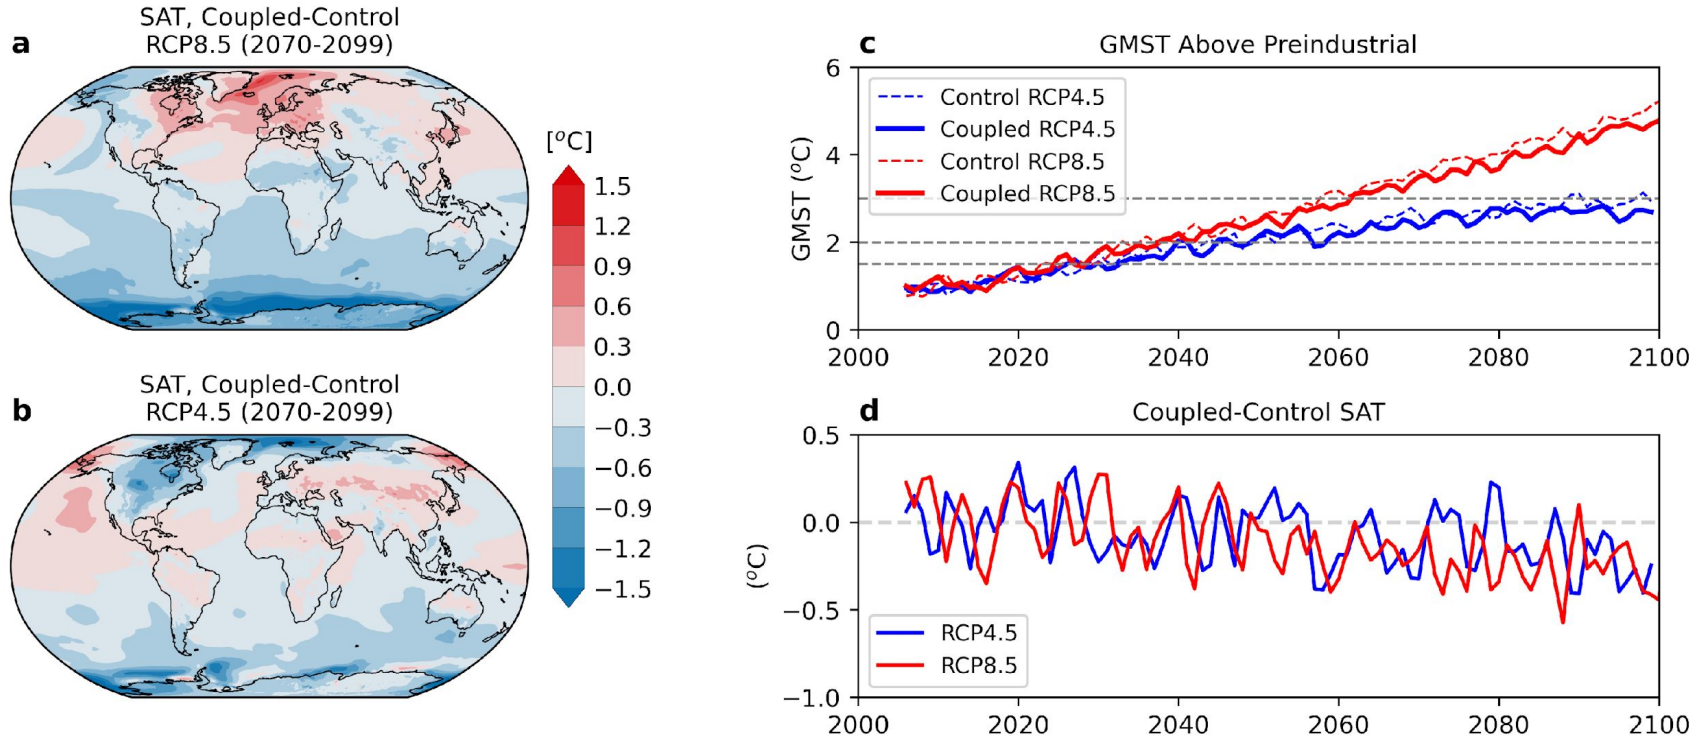 a
SAT, Coupled-Control
RCP8.5 (2070-2099)
[°C]
1.5
1.2
0.9
0.6
0.3
0.0
−0.3
−0.6
−0.9
−1.2
−1.5
b
SAT, Coupled-Control
RCP4.5 (2070-2099)
c
GMST Above Preindustrial
GMST (°C)
6
4
2
0
Control RCP4.5
Coupled RCP4.5
Control RCP8.5
Coupled RCP8.5
2000 2020 2040 2060 2080 2100
d
Coupled-Control SAT
(°C)
0.5
0.0
−0.5
−1.0
RCP4.5
RCP8.5
2000 2020 2040 2060 2080 2100